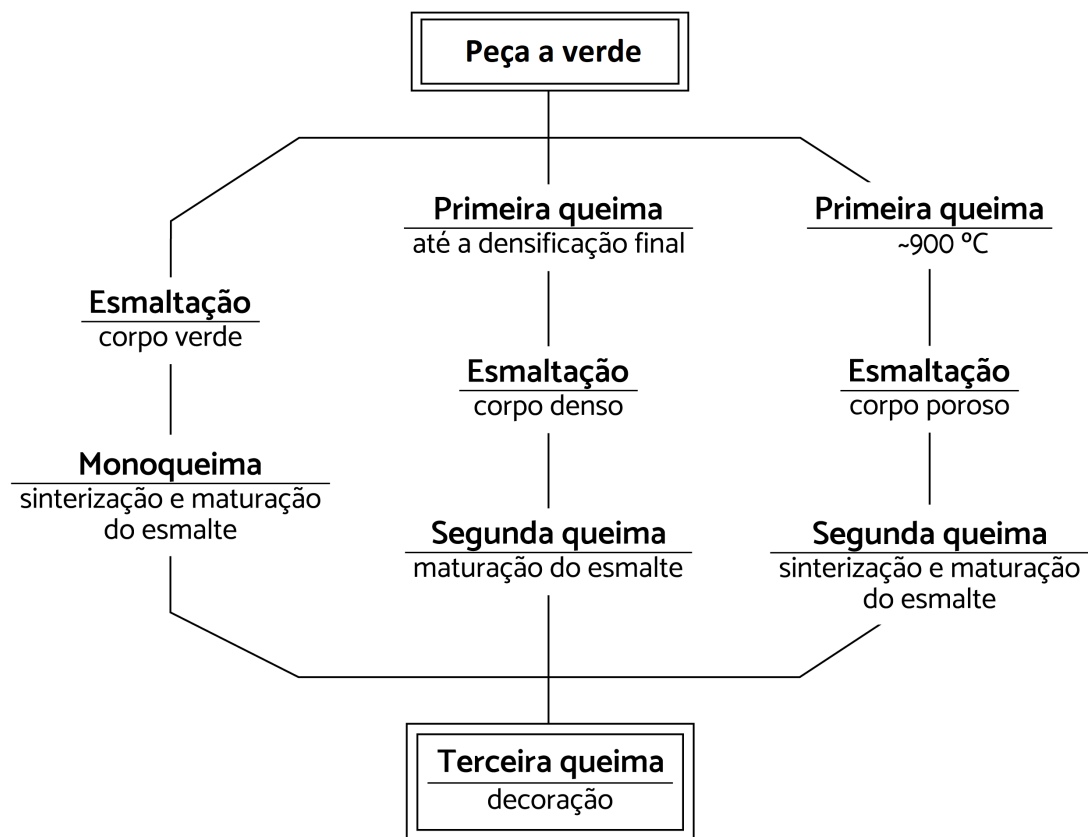 Peça a verde
Primeira queima
até a densificação final
Primeira queima
~900 ºC
Esmaltação
corpo verde
Esmaltação
corpo denso
Esmaltação
corpo poroso
Monoqueima
sinterização e maturação
do esmalte
Segunda queima
maturação do esmalte
Segunda queima
sinterização e maturação
do esmalte
Terceira queima
decoração